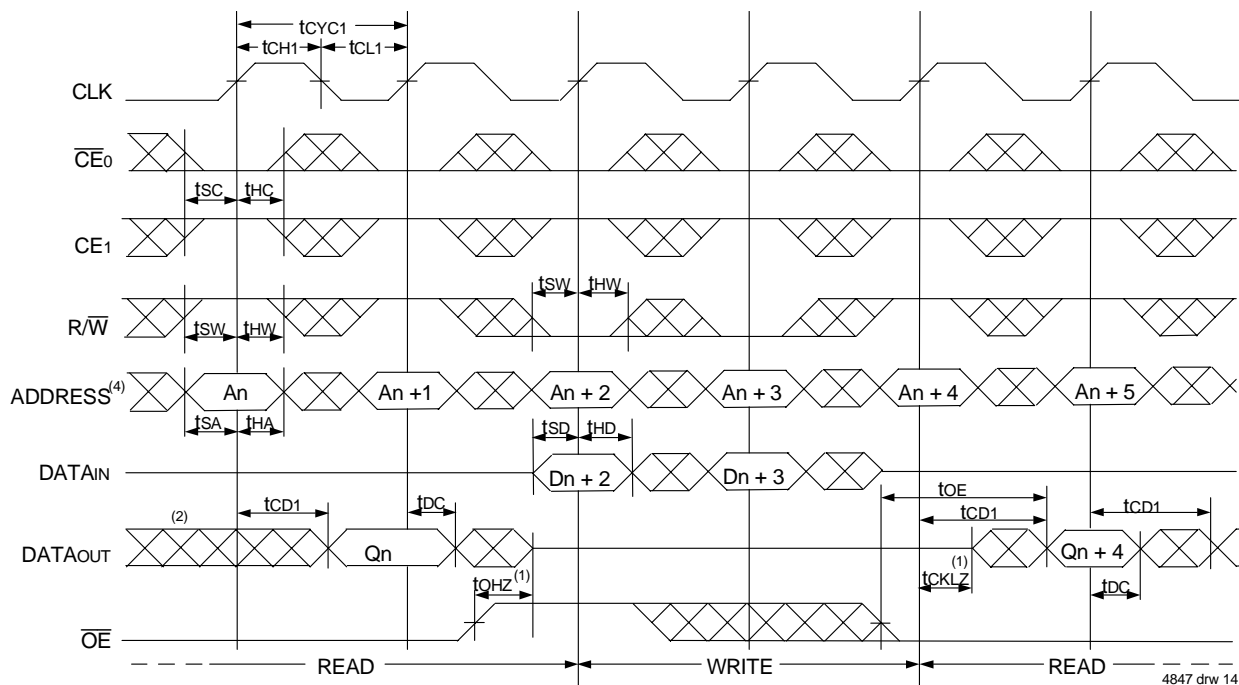 tCYC1
tCH1 tCL1
CLK
CE0
tSC tHC
CE1
tSW tHW
R/W
tSW tHW
ADDRESS(4) An An +1 An + 2 An + 3 An + 4 An + 5
tSA tHA tSD tHD
DATAIN Dn + 2 Dn + 3
tOE
(2) tCD1 tDC tCD1 tCD1
DATAOUT Qn Qn + 4
tOHZ(1) (1) tCKLZ tDC
OE
READ WRITE READ
4847 drw 14